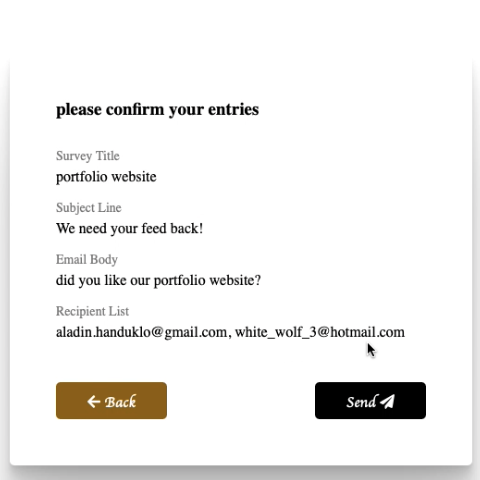 please confirm your entries
Survey Title
portfolio website
Subject Line
We need your feed back!
Email Body
did you like our portfolio website?
Recipient List
aladin.handuklo@gmail.com, white_wolf_3@hotmail.com
Back
Send